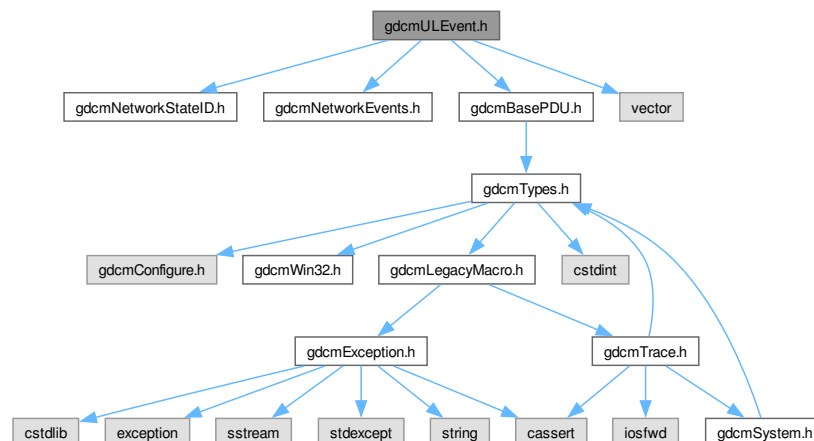 gdcmULEvent.h
gdcmNetworkStateID.h
gdcmNetworkEvents.h
gdcmBasePDU.h
vector
gdcmTypes.h
gdcmConfigure.h
gdcmWin32.h
gdcmLegacyMacro.h
cstdint
gdcmException.h
gdcmTrace.h
cstdlib
exception
sstream
stdexcept
string
cassert
iosfwd
gdcmSystem.h